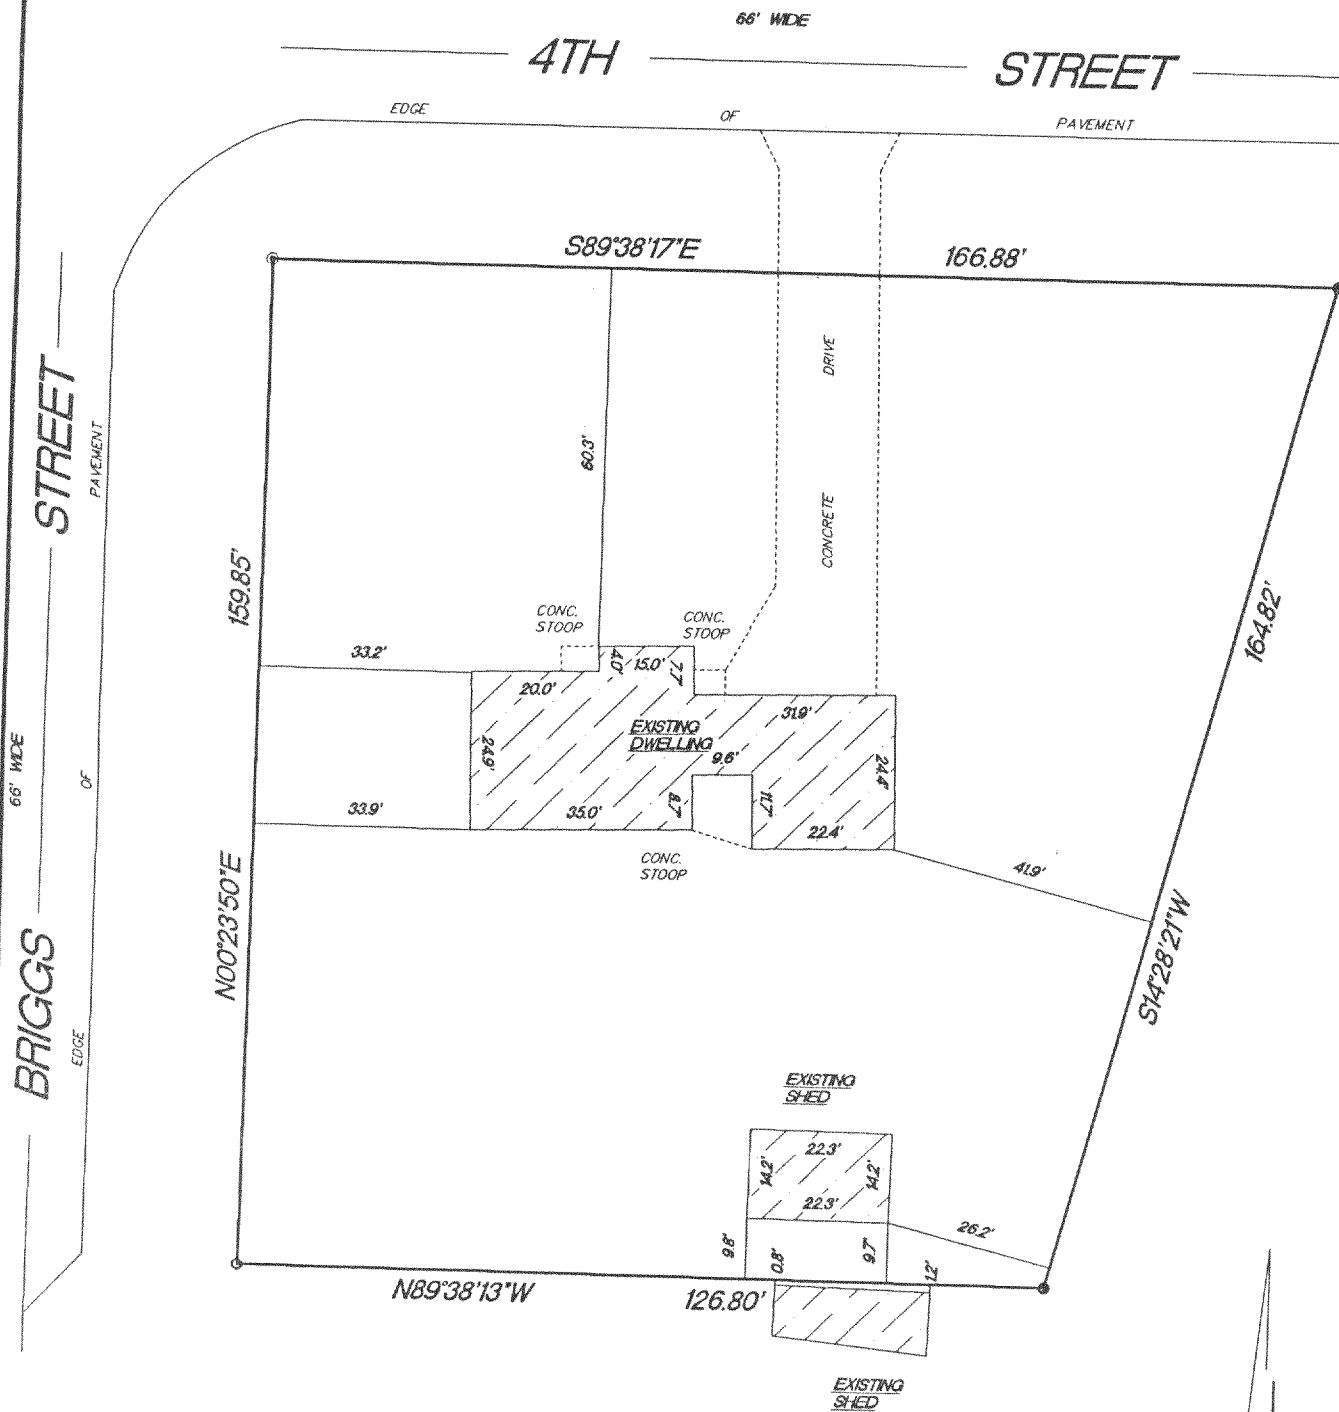 66' WIDE
4TH STREET
EDGE OF PAVEMENT
S89°38'17"E 166.88'
DRIVE
CONCRETE
STREET
PAVEMENT
60.3'
159.85'
164.82'
CONC.
STOOP
CONC.
STOOP
33.2'
4.0'
15.0'
7.7'
20.0'
31.9'
EXISTING
DWELLING
9.6'
24.9'
24.4'
66' WIDE
OF
33.9'
35.0'
8.7'
11.7'
22.4'
CONC.
STOOP
41.9'
N00°23'50"E
S14°28'21"W
BRIGGS
EDGE
EXISTING
SHED
22.3'
14.2'
14.2'
22.3'
26.2'
9.8'
0.8'
9.7'
1.2'
N89°38'13"W
126.80'
EXISTING
SHED